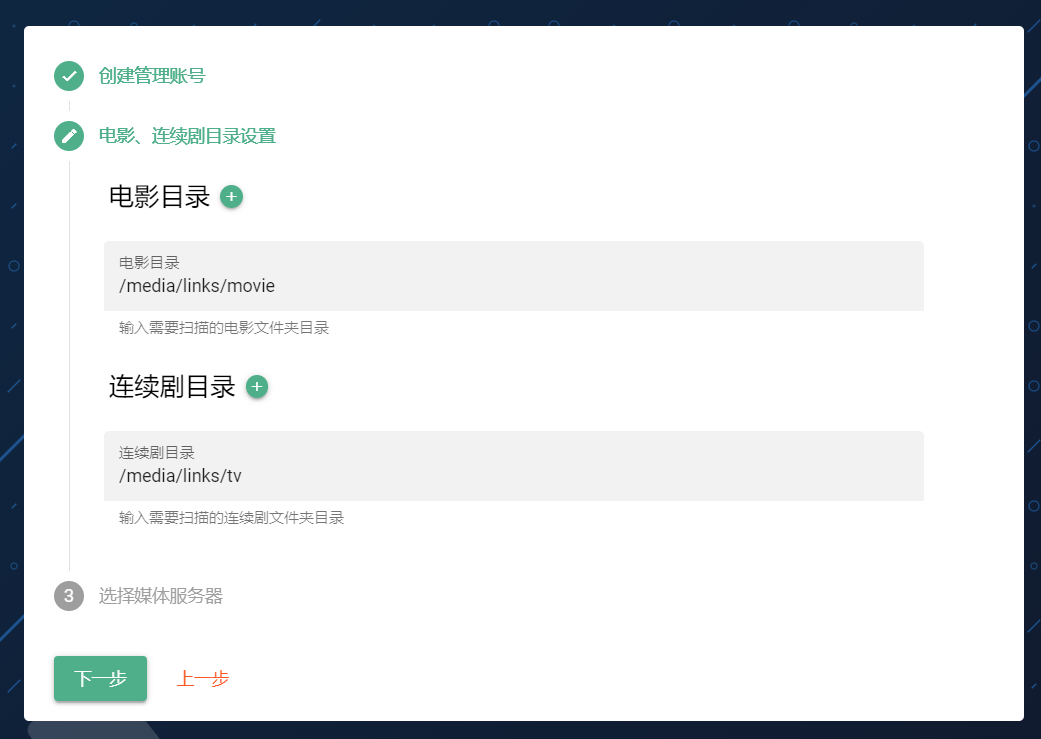 创建管理账号
电影、连续剧目录设置
电影目录
电影目录
/media/links/movie
输入需要扫描的电影文件夹目录
连续剧目录
连续剧目录
/media/links/tv
输入需要扫描的连续剧文件夹目录
3 选择媒体服务器
下一步 上一步